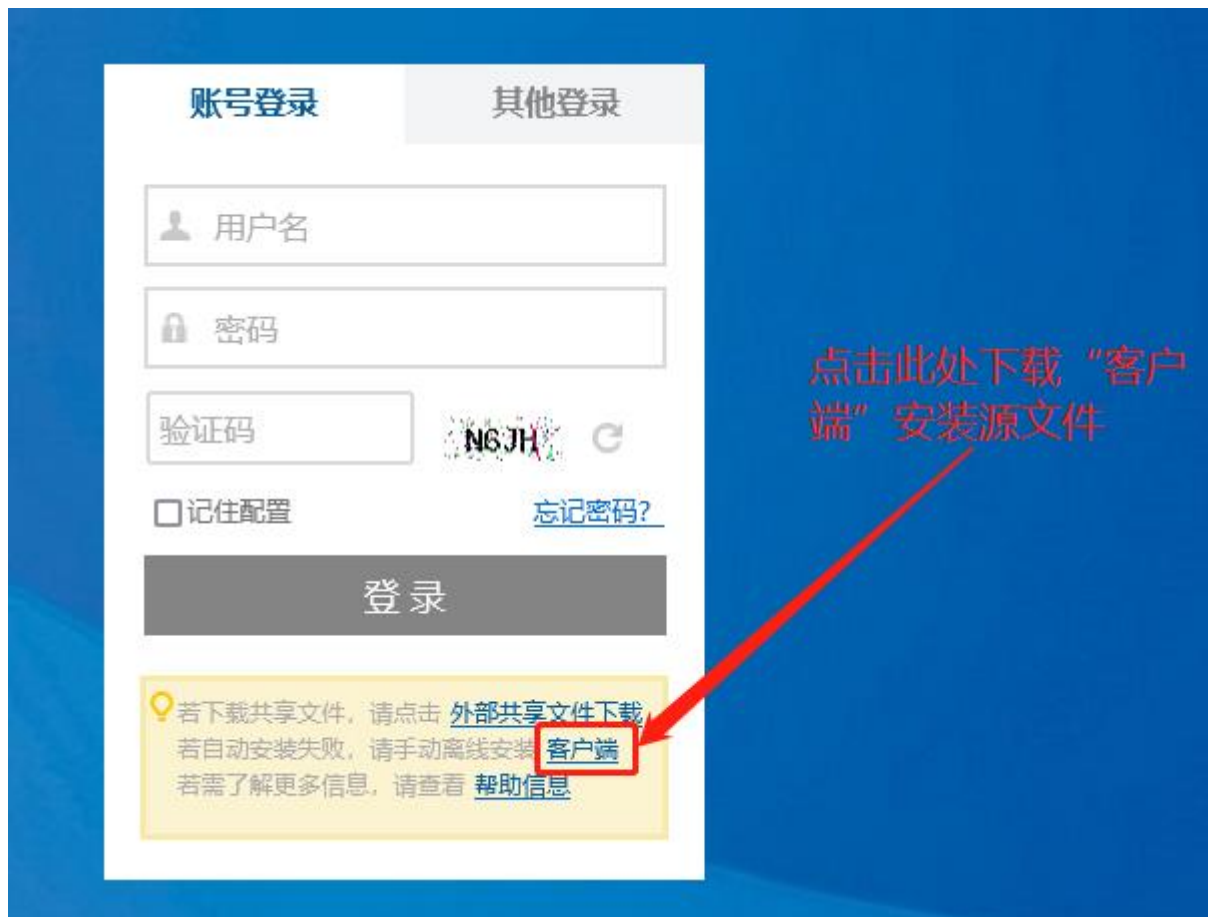 账号登录 其他登录
用户名
密码
验证码 N6JH
记住配置 忘记密码?
登录
点击此处下载“客户
端”安装源文件
若下载共享文件，请点击 外部共享文件下载
若自动安装失败，请手动离线安装 客户端
若需了解更多信息，请查看 帮助信息